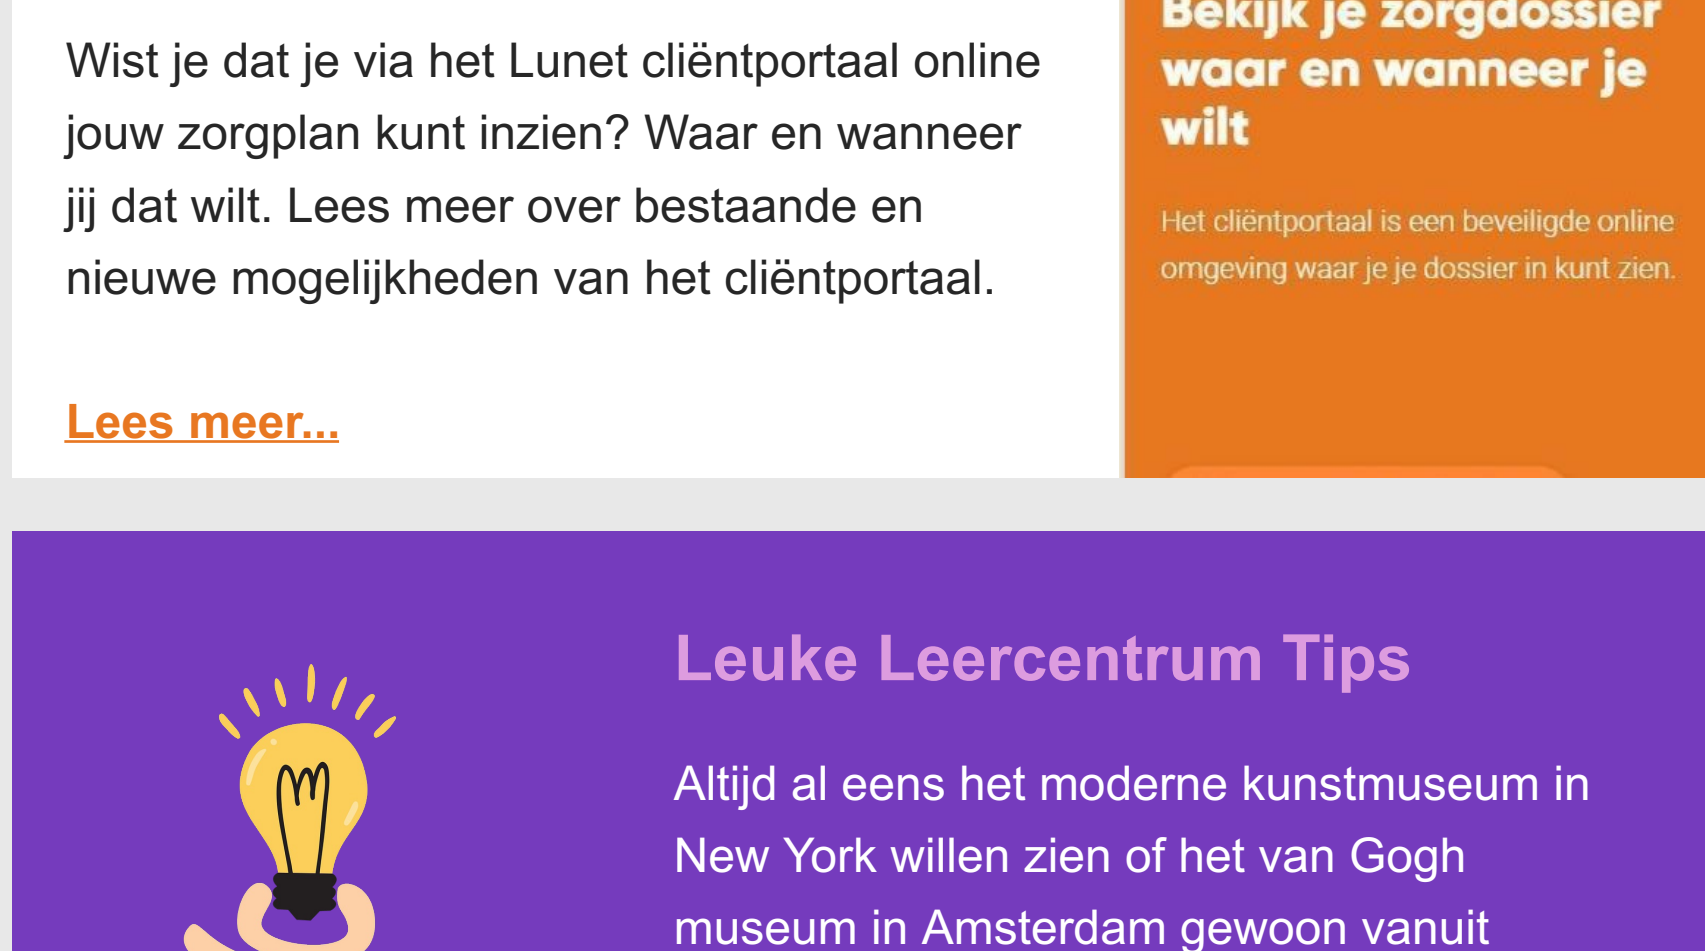 Wist je dat je via het Lunet cliëntportaal online
jouw zorgplan kunt inzien? Waar en wanneer
jij dat wilt. Lees meer over bestaande en
nieuwe mogelijkheden van het cliëntportaal.
Lees meer...
Bekijk je zorgdossier
waar en wanneer je
wilt
Het cliëntportaal is een beveiligde online
omgeving waar je je dossier in kunt zien.
Leuke Leercentrum Tips
Altijd al eens het moderne kunstmuseum in
New York willen zien of het van Gogh
museum in Amsterdam gewoon vanuit